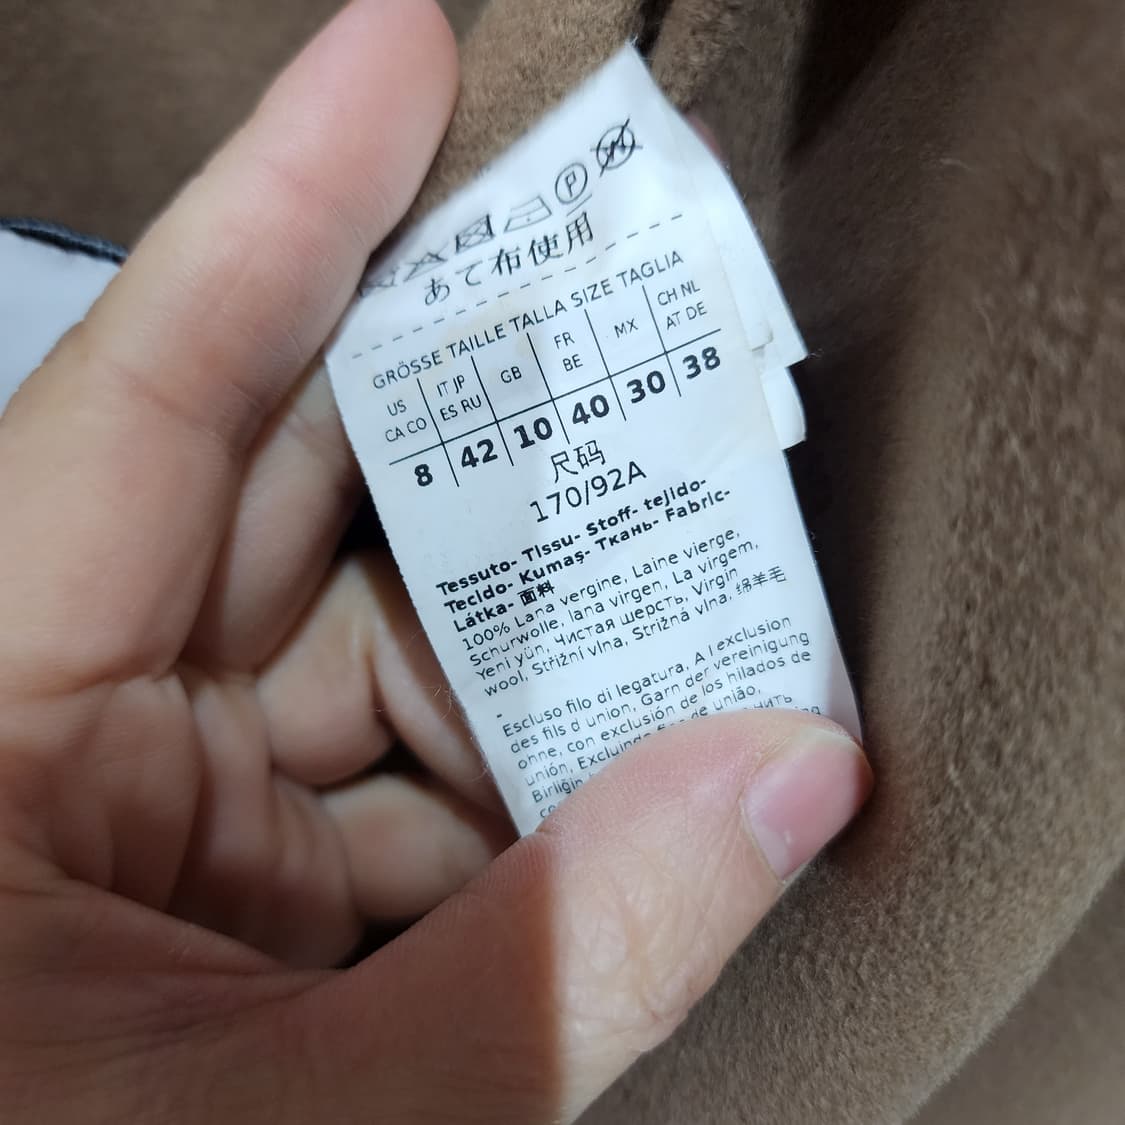 あて布使用
GRÖSSE TAILLE TALLA SIZE TAGLIA
US CA CO
IT JP ES RU
GB
FR BE
MX
CH NL AT DE
8 42 10 40 30 38
尺码
170/92A
Tessuto- Tissu- Stoff- tejido-
Tecido- Kumaş- Ткань- Fabric-
Látka- 面料
100% Lana vergine, Laine vierge,
Schurwolle, lana virgen, La virgem,
Yeni yün, Чистая шерсть, Virgin
wool, Střižní vlna, Strižná vlna, 绵羊毛
-
Escluso filo di legatura, A l exclusion
des fils d union, Garn der vereinigung
ohne, con exclusión de los hilados de
unión, de união,
Birliğin